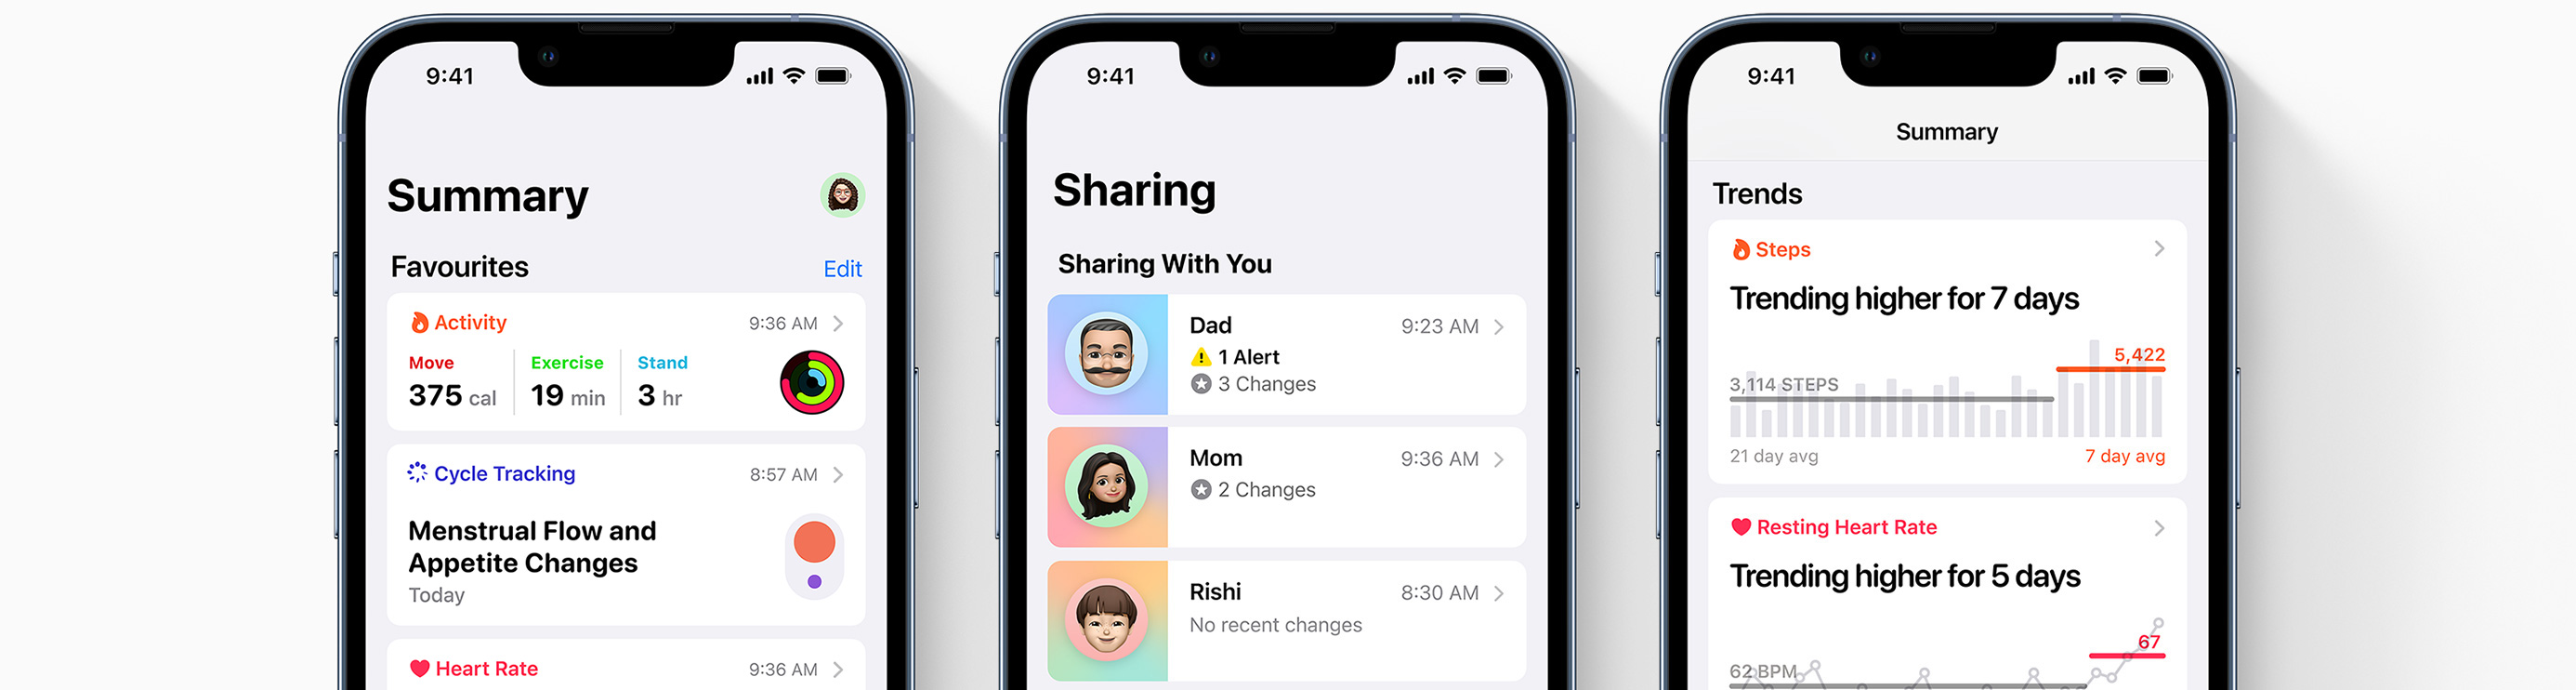 9:41
Summary
Favourites
Edit
Activity
9:36 AM
Move
Exercise
Stand
375 cal
19 min
3 hr
Cycle Tracking
8:57 AM
Menstrual Flow and
Appetite Changes
Today
Heart Rate
9:36 AM
9:41
Sharing
Sharing With You
Dad
9:23 AM
1 Alert
3 Changes
Mom
9:36 AM
2 Changes
Rishi
8:30 AM
No recent changes
9:41
Summary
Trends
Steps
Trending higher for 7 days
5,422
3,114 STEPS
21 day avg
7 day avg
Resting Heart Rate
Trending higher for 5 days
67
62 BPM